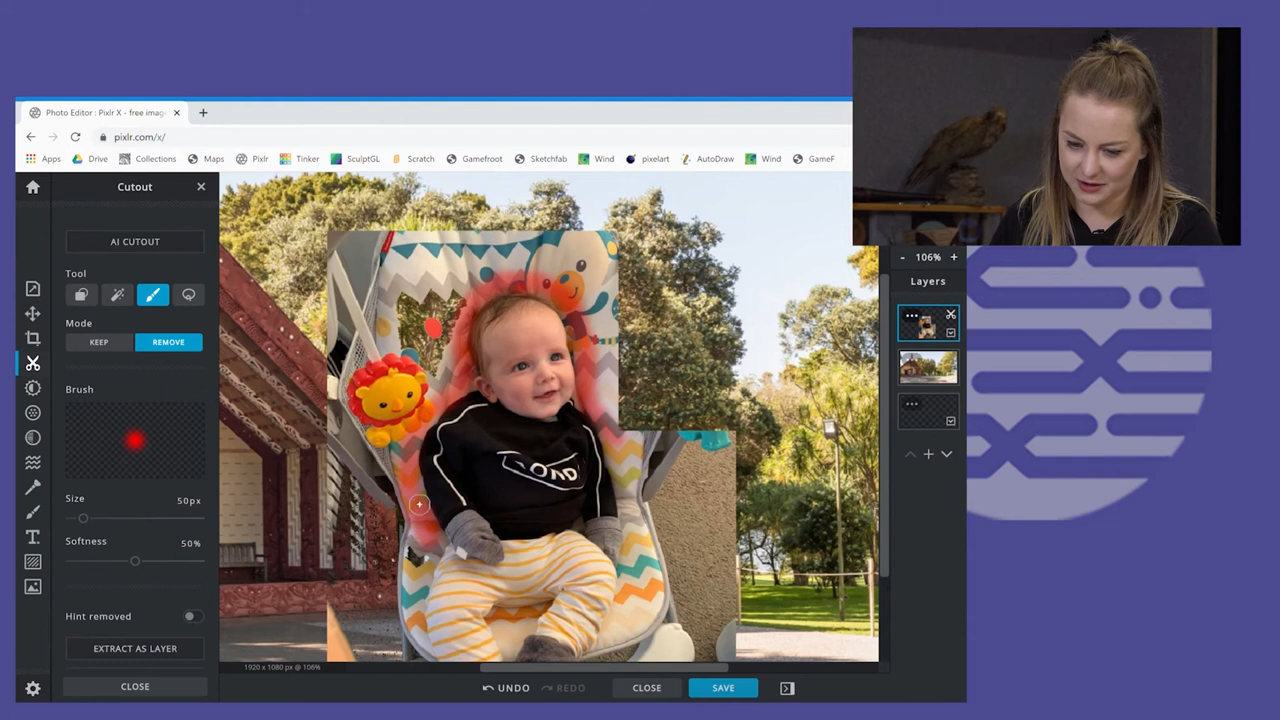 Photo Editor : Pixlr X - free imag
pixlr.com/x/
Apps Drive Collections Maps Pixlr Tinker SculptGL Scratch Gamefroot Sketchfab Wind pixelart AutoDraw Wind GameF
Cutout
AI CUTOUT
Tool
Mode
KEEP REMOVE
Brush
Size 50px
Softness 50%
Hint removed
EXTRACT AS LAYER
CLOSE
- 106% +
Layers
1920 x 1080 px @ 106%
UNDO REDO CLOSE SAVE